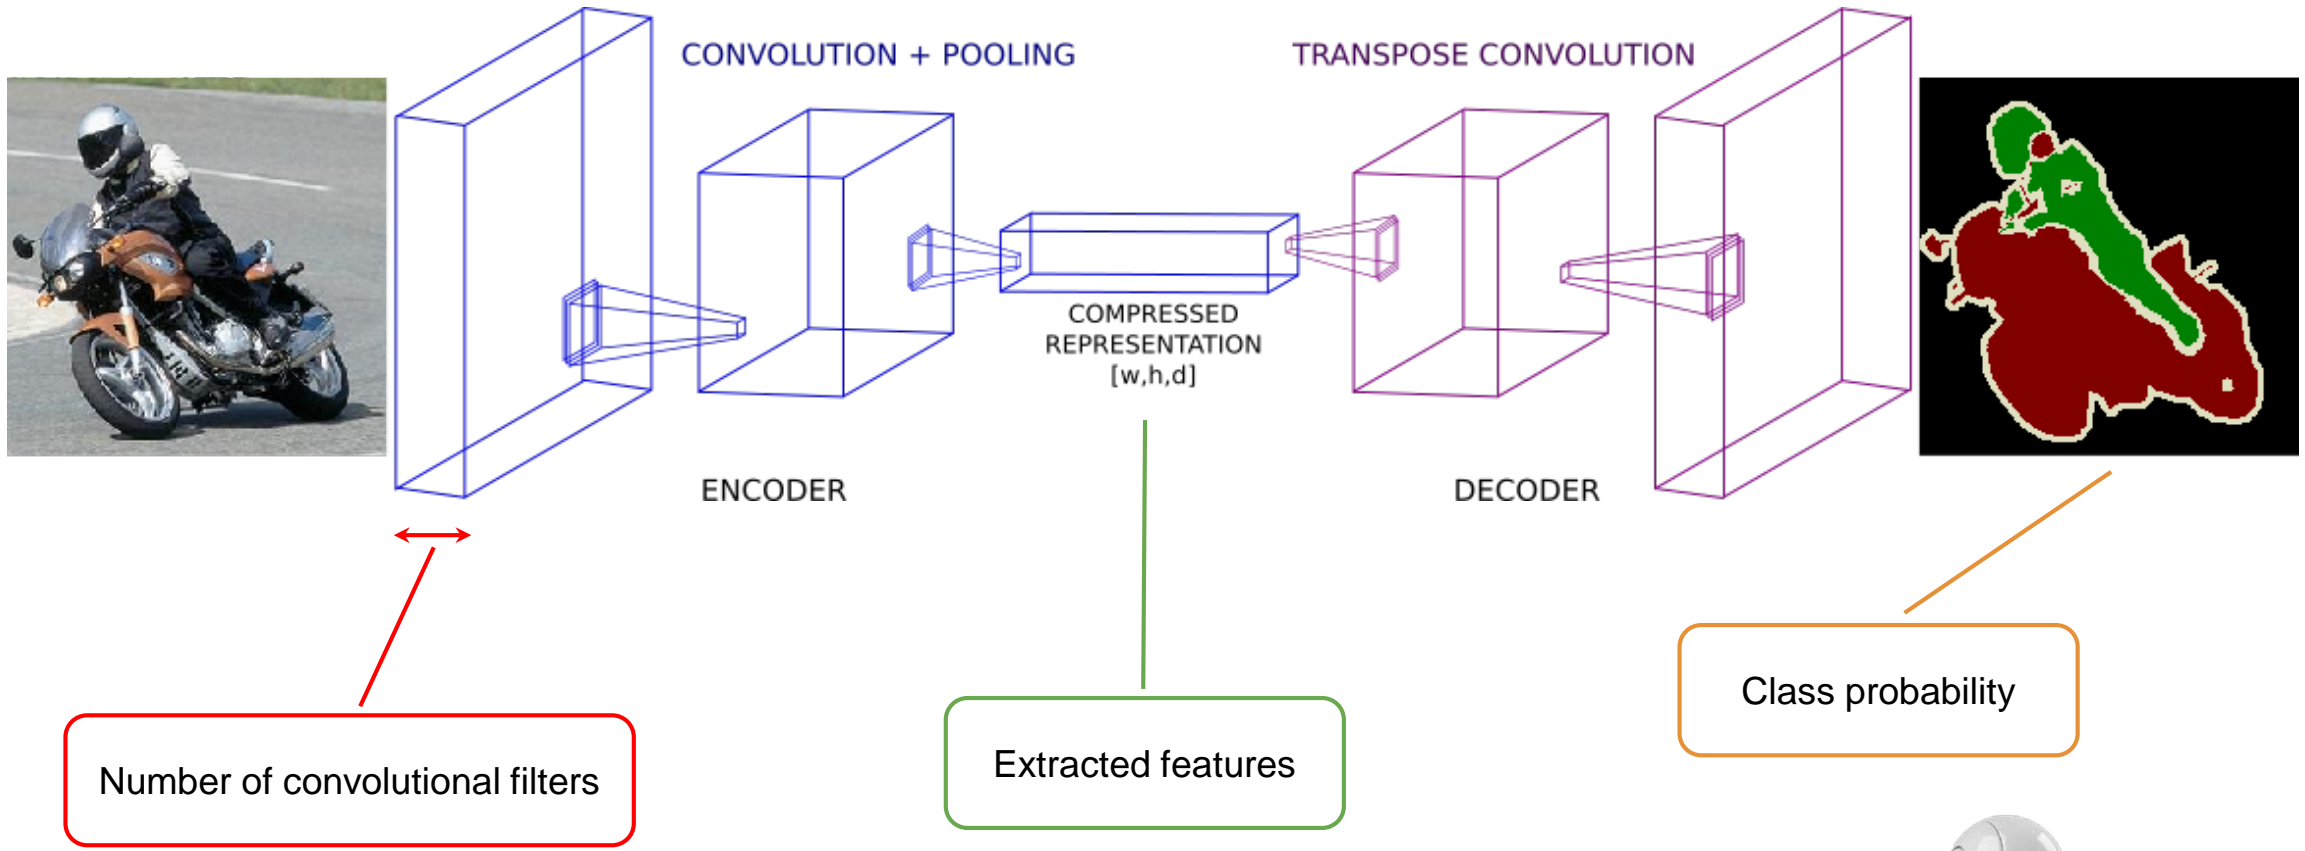 CONVOLUTION + POOLING
TRANSPOSE CONVOLUTION
COMPRESSED
REPRESENTATION
[w,h,d]
ENCODER
DECODER
Class probability
Extracted features
Number of convolutional filters